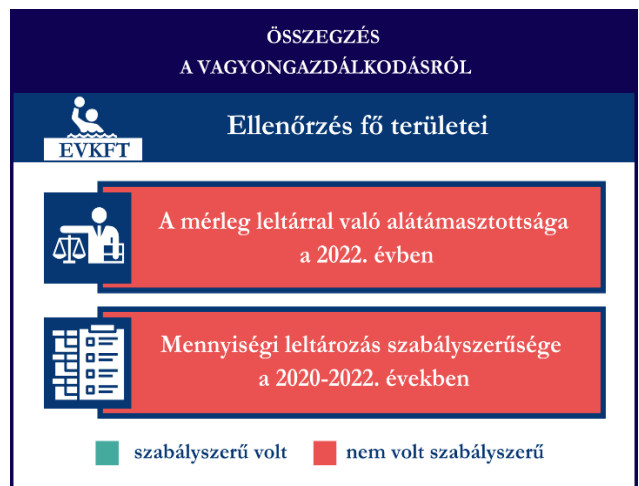 ÖSSZEGZÉS
A VAGYONGAZDÁLKODÁSRÓL
EVKFT
Ellenőrzés fő területei
A mérleg leltárral való alátámasztottsága
a 2022. évben
Mennyiségi leltározás szabályszerűsége
a 2020-2022. években
szabályszerű volt
nem volt szabályszerű